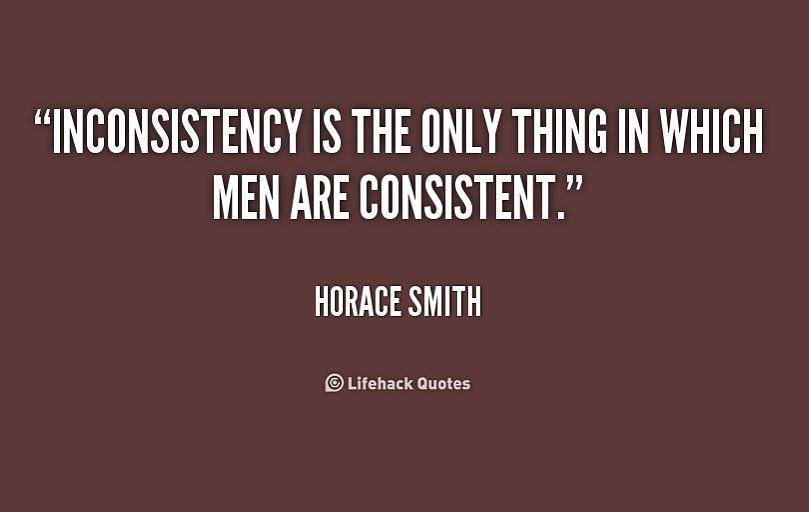 “INCONSISTENCY IS THE ONLY THING IN WHICH
MEN ARE CONSISTENT.”
HORACE SMITH
Lifehack Quotes